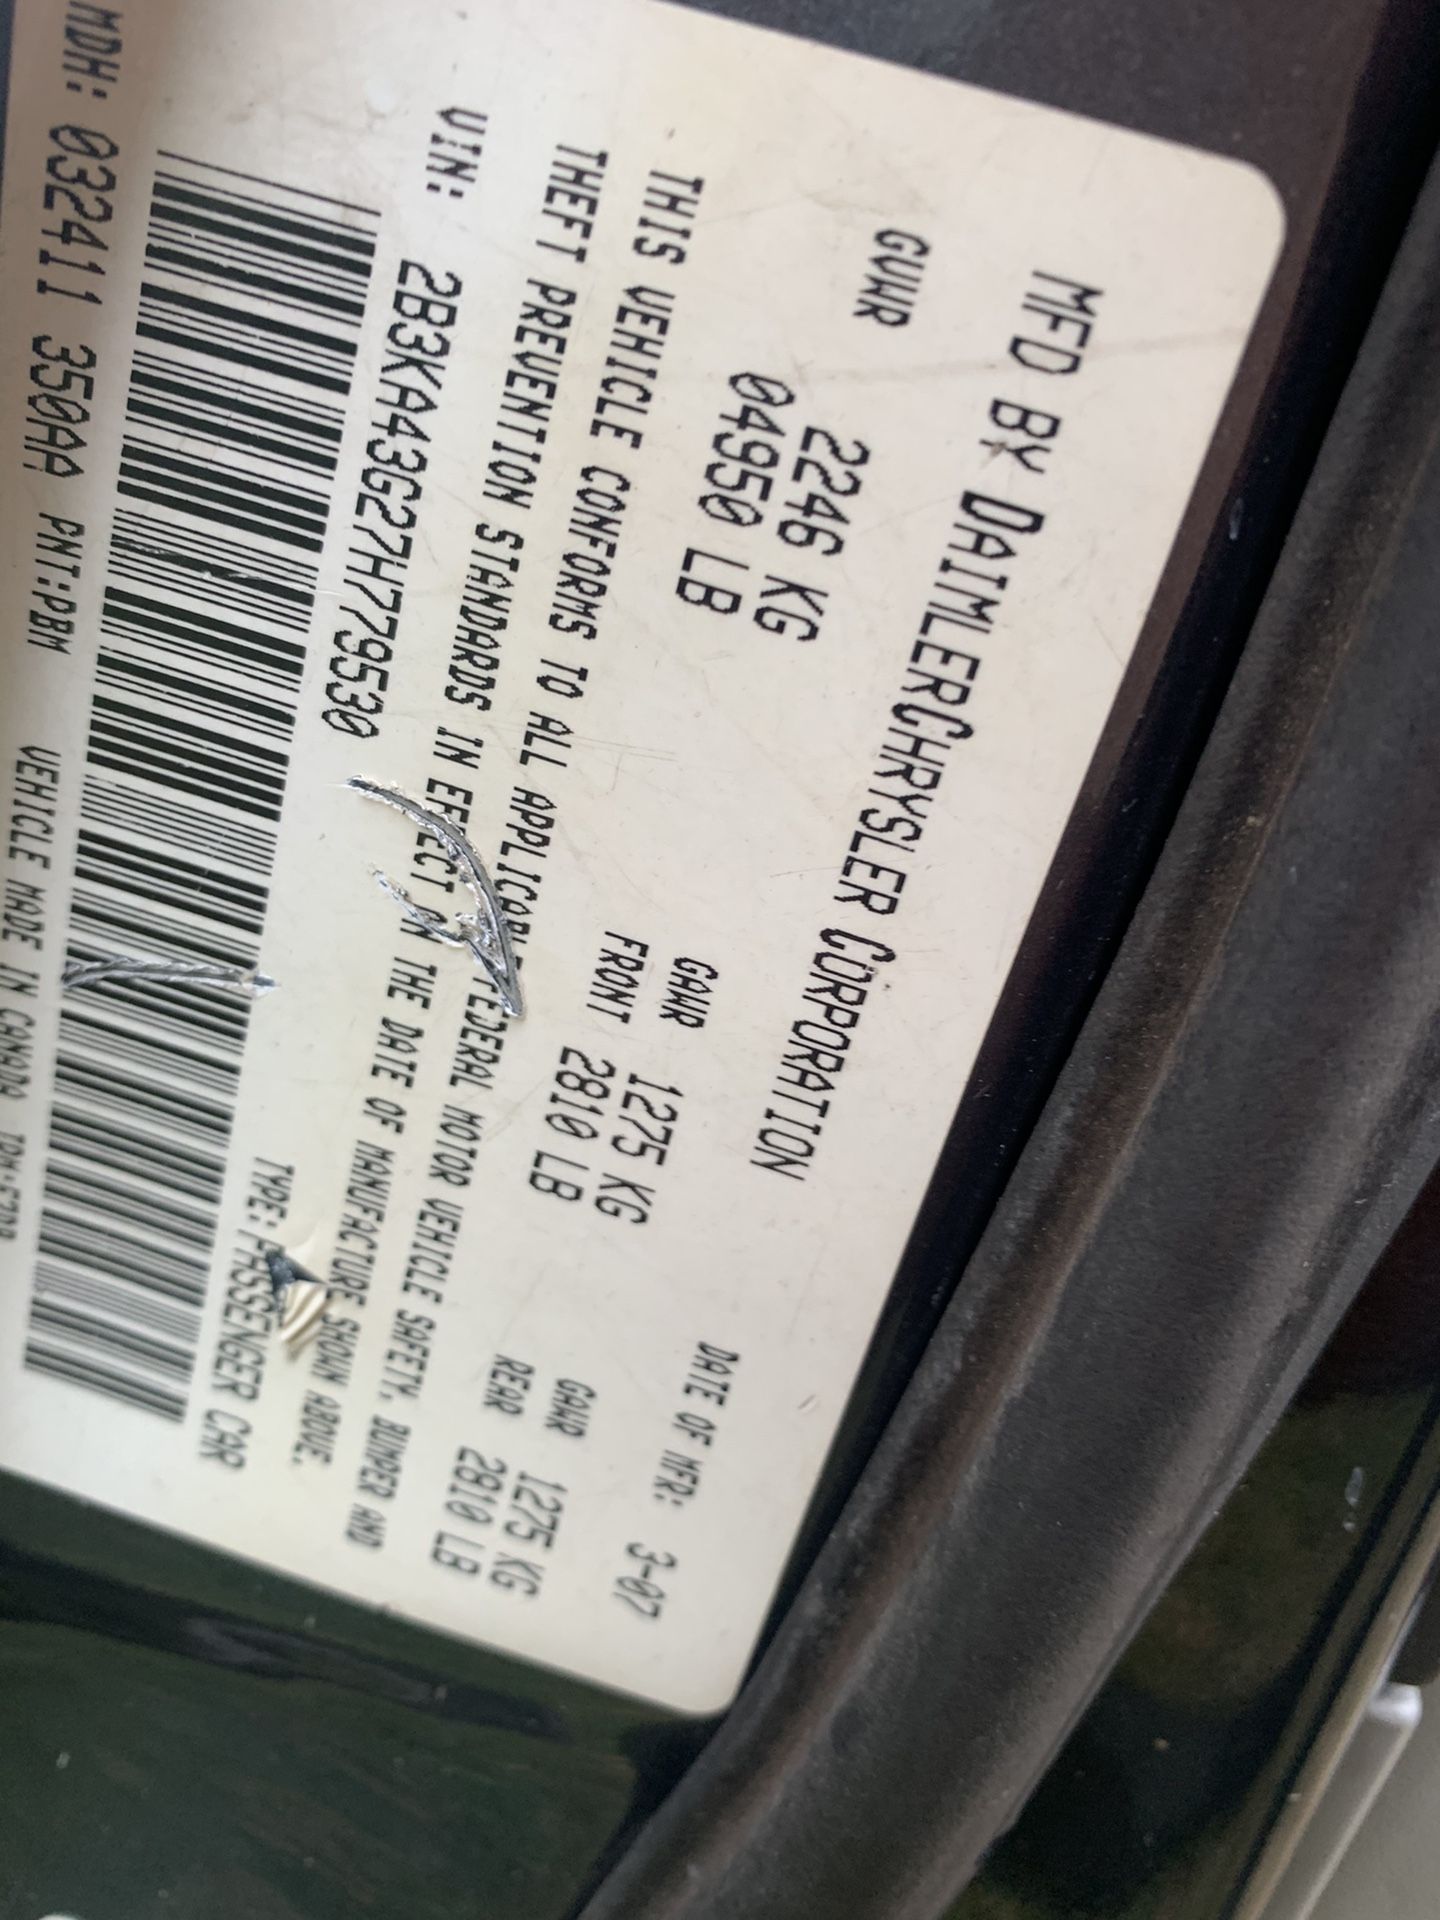 MFD BY DAIMLERCHRYSLER CORPORATION
DATE OF MFR: 3-07
GVWR
2246 KG
04950 LB
GAWR
FRONT
1275 KG
2810 LB
GAWR
REAR
1275 KG
2810 LB
THIS VEHICLE CONFORMS TO ALL APPLICABLE FEDERAL MOTOR VEHICLE SAFETY, BUMPER AND
THEFT PREVENTION STANDARDS IN EFFECT ON THE DATE OF MANUFACTURE SHOWN ABOVE.
VIN: 2B3KA43G27H779530
TYPE: PASSENGER CAR
MDH: 032411 350AA PNT:PBM VEHICLE MADE IN CANADA